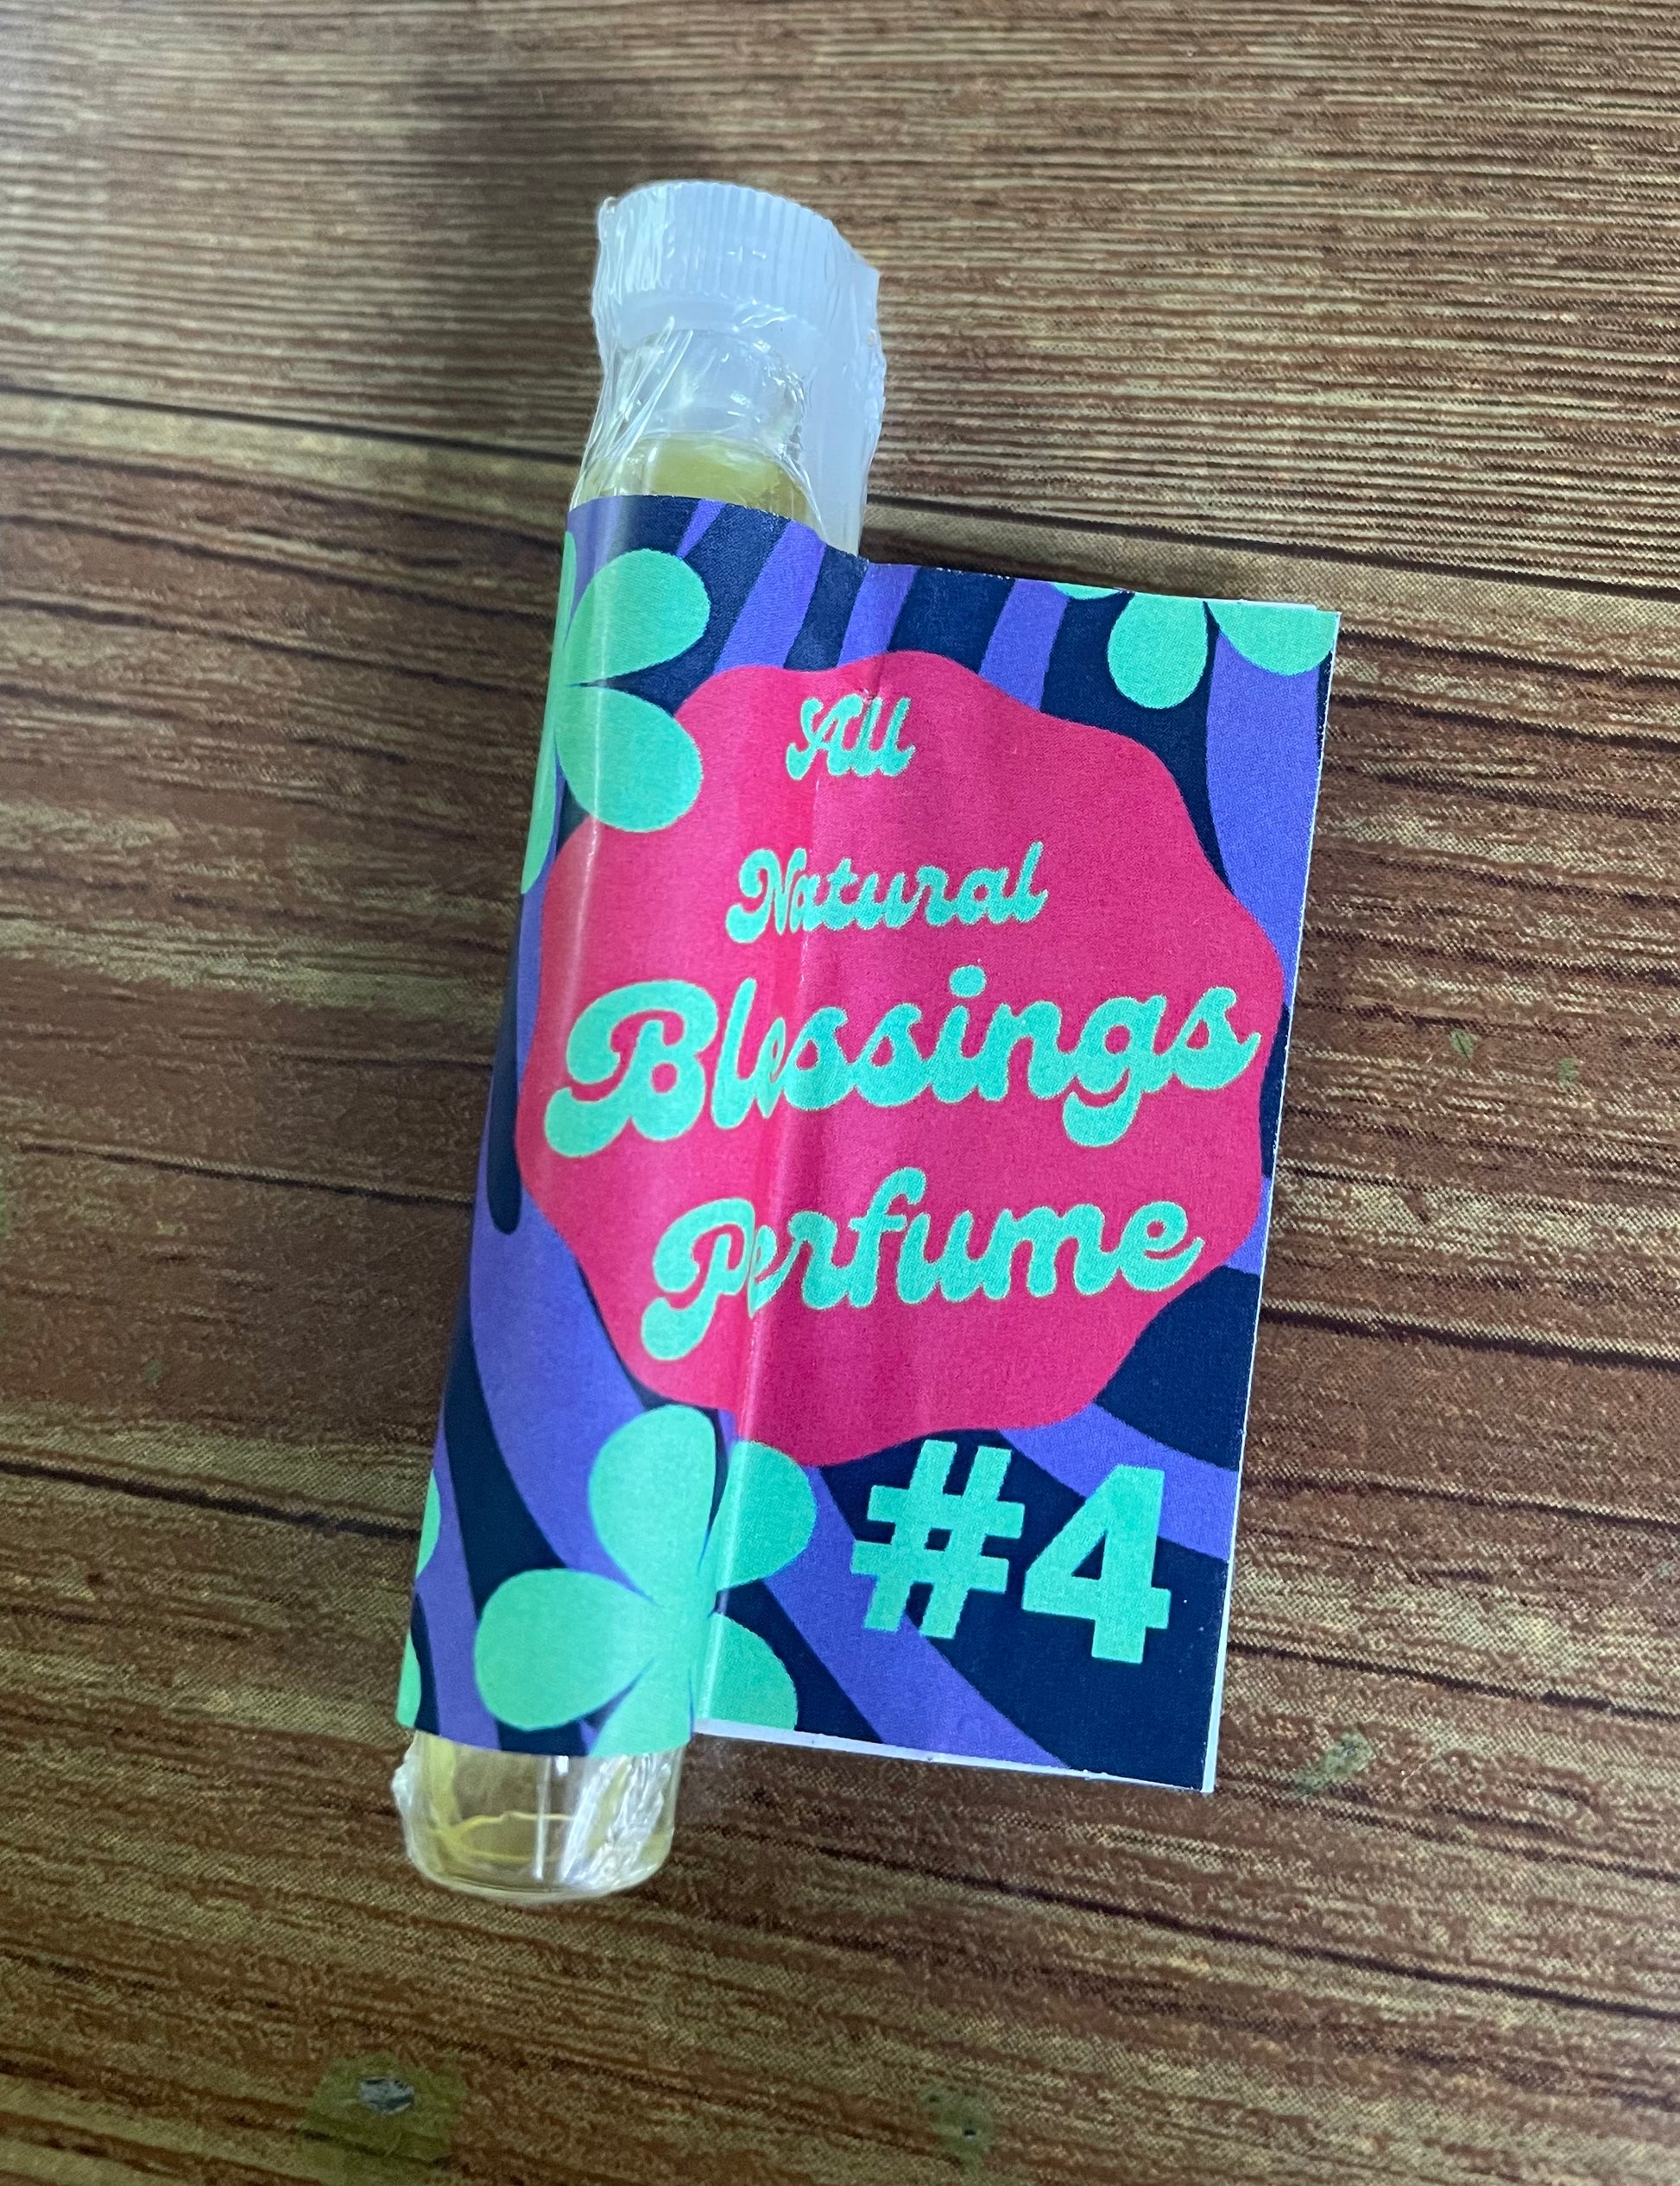 All
Natural
Blessings
Perfume
#4